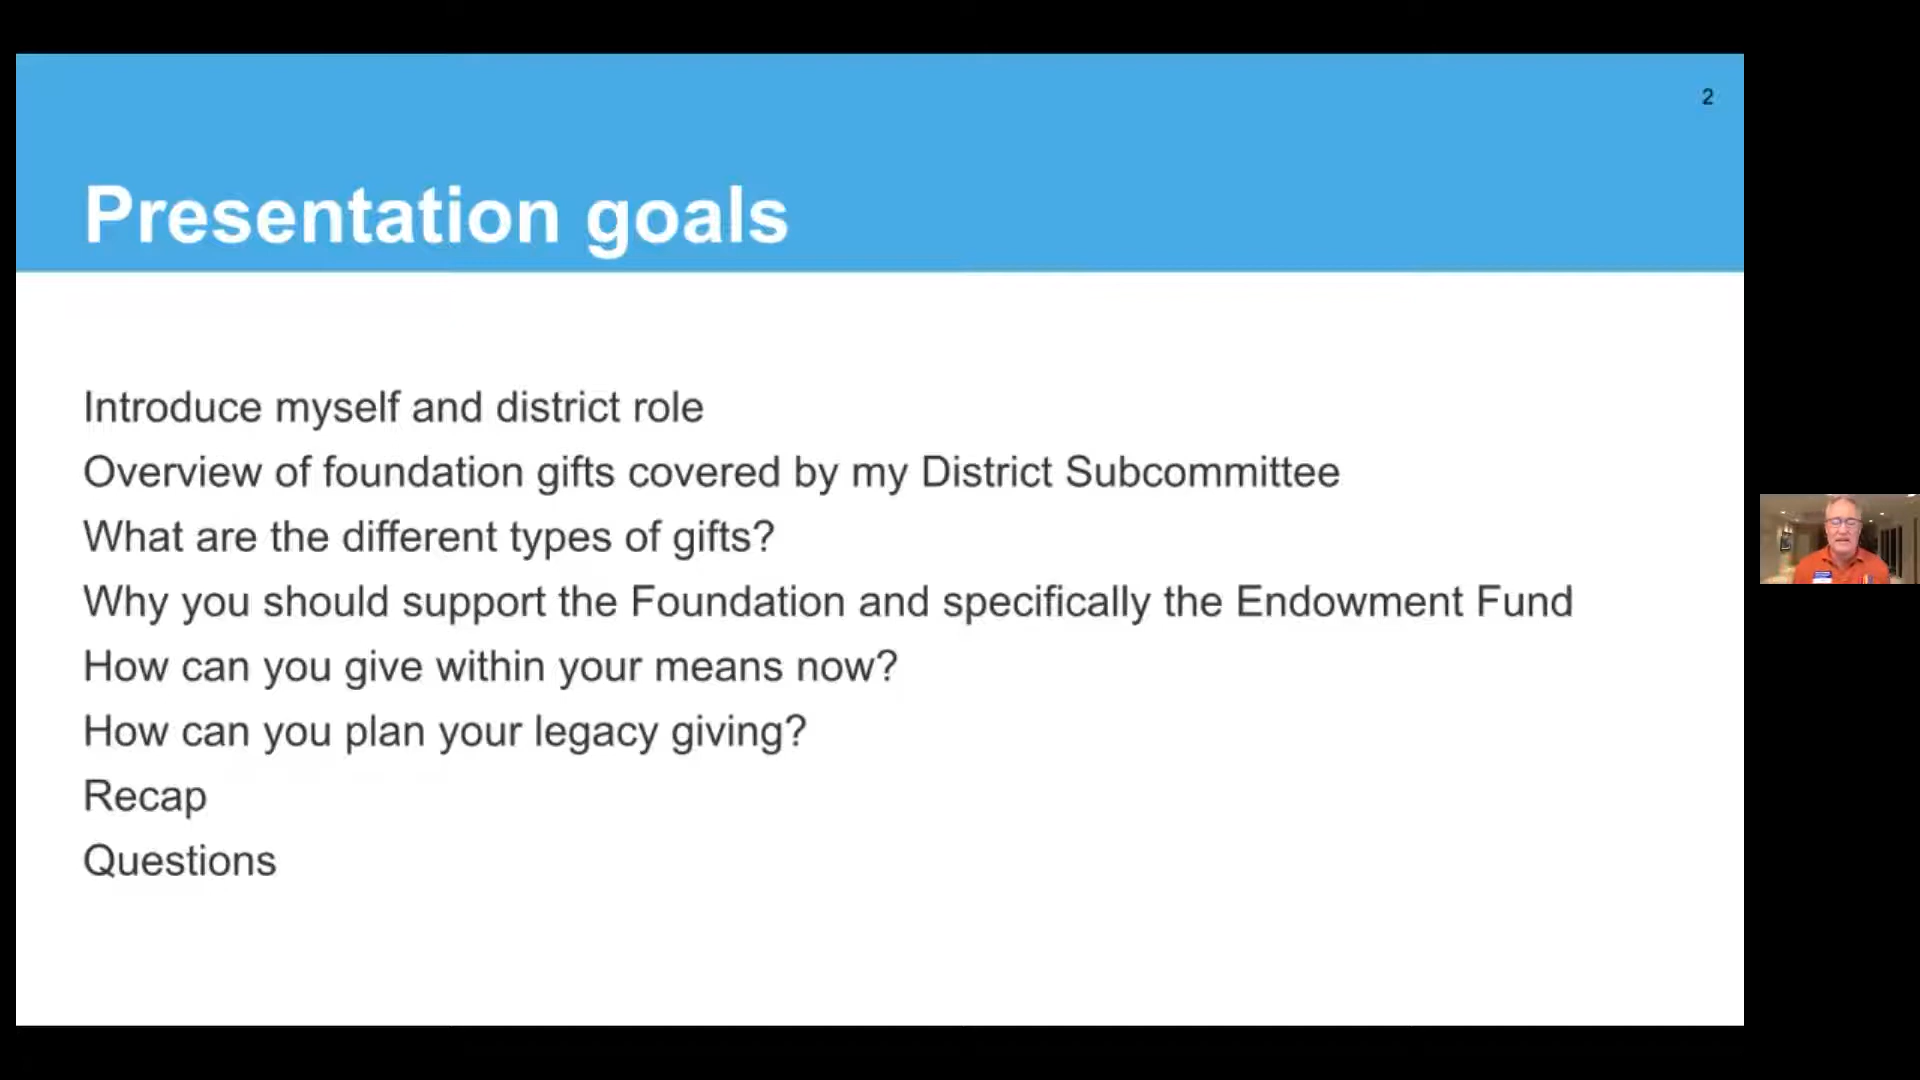 2
Presentation goals
Introduce myself and district role
Overview of foundation gifts covered by my District Subcommittee
What are the different types of gifts?
Why you should support the Foundation and specifically the Endowment Fund
How can you give within your means now?
How can you plan your legacy giving?
Recap
Questions